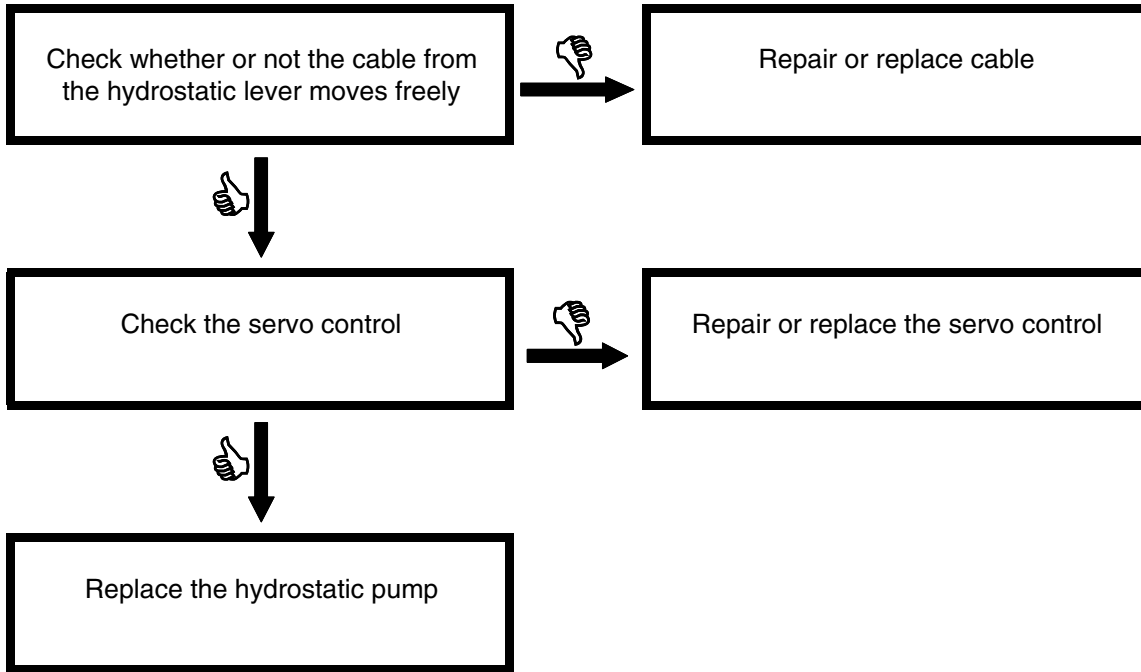 Check whether or not the cable from
the hydrostatic lever moves freely
Repair or replace cable
Check the servo control
Repair or replace the servo control
Replace the hydrostatic pump